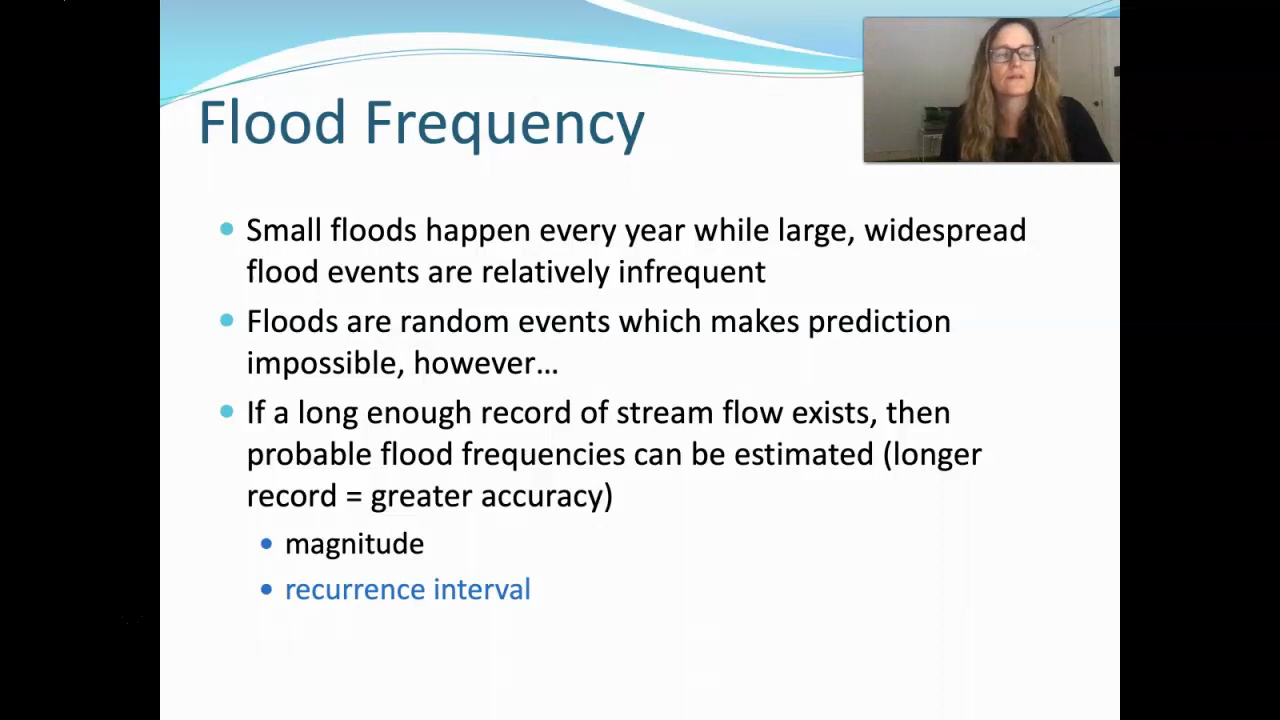 Flood Frequency
• Small floods happen every year while large, widespread
flood events are relatively infrequent
• Floods are random events which makes prediction
impossible, however…
• If a long enough record of stream flow exists, then
probable flood frequencies can be estimated (longer
record = greater accuracy)
• magnitude
• recurrence interval